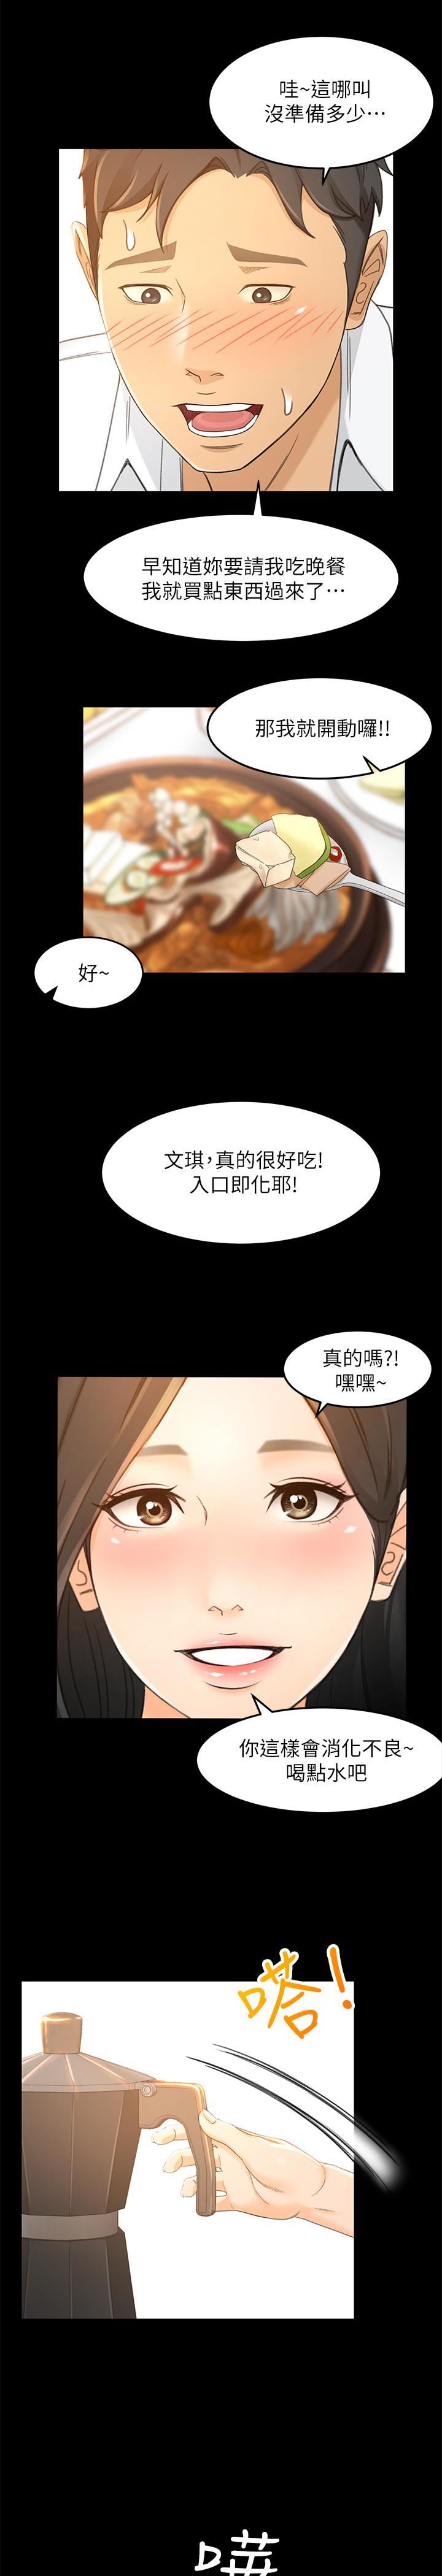 哇~這哪叫
沒準備多少…
早知道妳要請我吃晚餐
我就買點東西過來了…
那我就開動囉!!
好~
文琪,真的很好吃!
入口即化耶!
真的嗎?!
嘿嘿~
你這樣會消化不良~
喝點水吧
嗒!